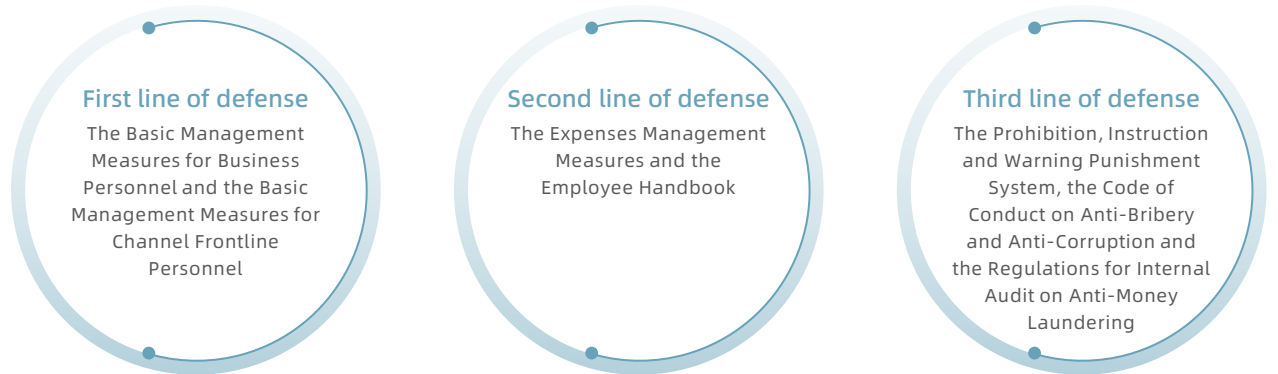 First line of defense
The Basic Management
Measures for Business
Personnel and the Basic
Management Measures for
Channel Frontline
Personnel
Second line of defense
The Expenses Management
Measures and the
Employee Handbook
Third line of defense
The Prohibition, Instruction
and Warning Punishment
System, the Code of
Conduct on Anti-Bribery
and Anti-Corruption and
the Regulations for Internal
Audit on Anti-Money
Laundering